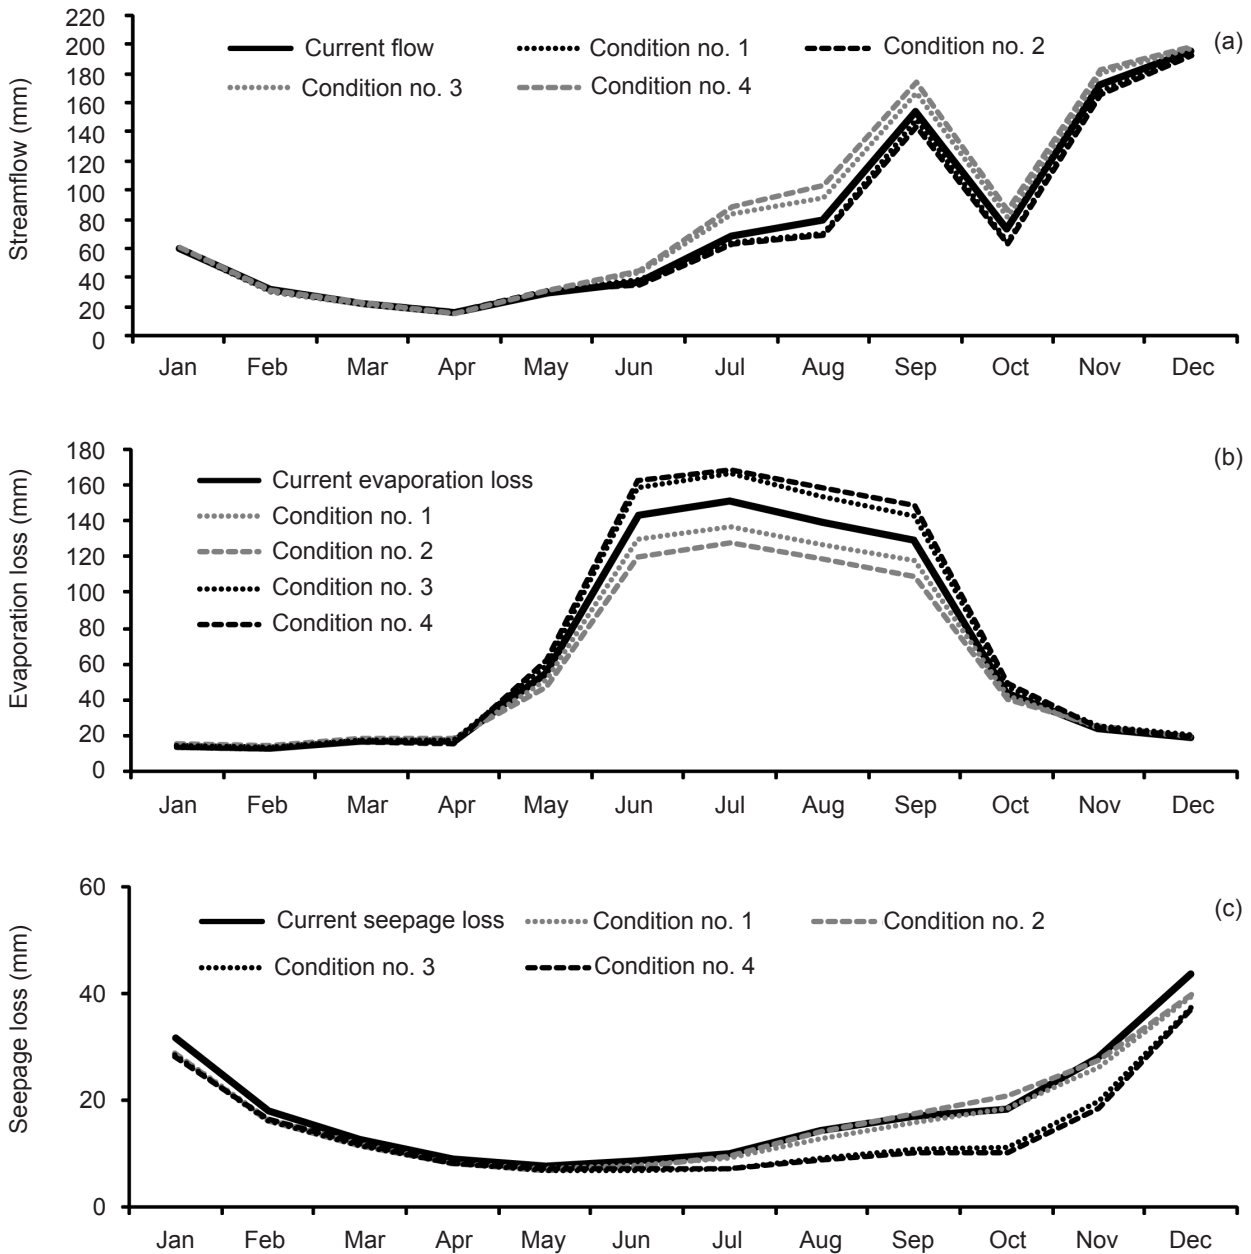 220
200
180
160
140
120
100
80
60
40
20
0
Streamflow (mm)
Current flow
Condition no. 1
Condition no. 2
(a)
Condition no. 3
Condition no. 4
Jan Feb Mar Apr May Jun Jul Aug Sep Oct Nov Dec
180
160
140
120
100
80
60
40
20
0
Evaporation loss (mm)
(b)
Current evaporation loss
Condition no. 1
Condition no. 2
Condition no. 3
Condition no. 4
Jan Feb Mar Apr May Jun Jul Aug Sep Oct Nov Dec
60
40
20
0
Seepage loss (mm)
Current seepage loss
Condition no. 1
Condition no. 2
(c)
Condition no. 3
Condition no. 4
Jan Feb Mar Apr May Jun Jul Aug Sep Oct Nov Dec